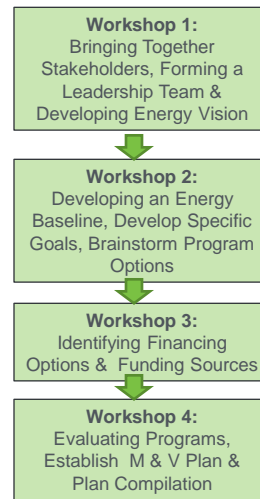 Workshop 1:
Bringing Together
Stakeholders, Forming a
Leadership Team &
Developing Energy Vision
Workshop 2:
Developing an Energy
Baseline, Develop Specific
Goals, Brainstorm Program
Options
Workshop 3:
Identifying Financing
Options & Funding Sources
Workshop 4:
Evaluating Programs,
Establish M & V Plan &
Plan Compilation